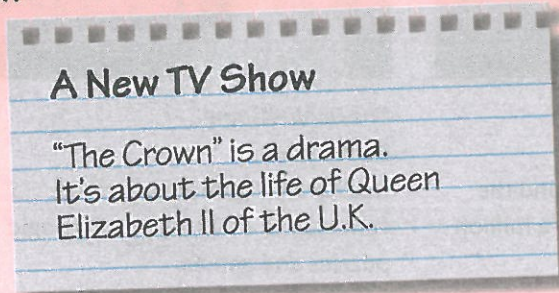 A New TV Show
"The Crown" is a drama.
It's about the life of Queen
Elizabeth II of the U.K.